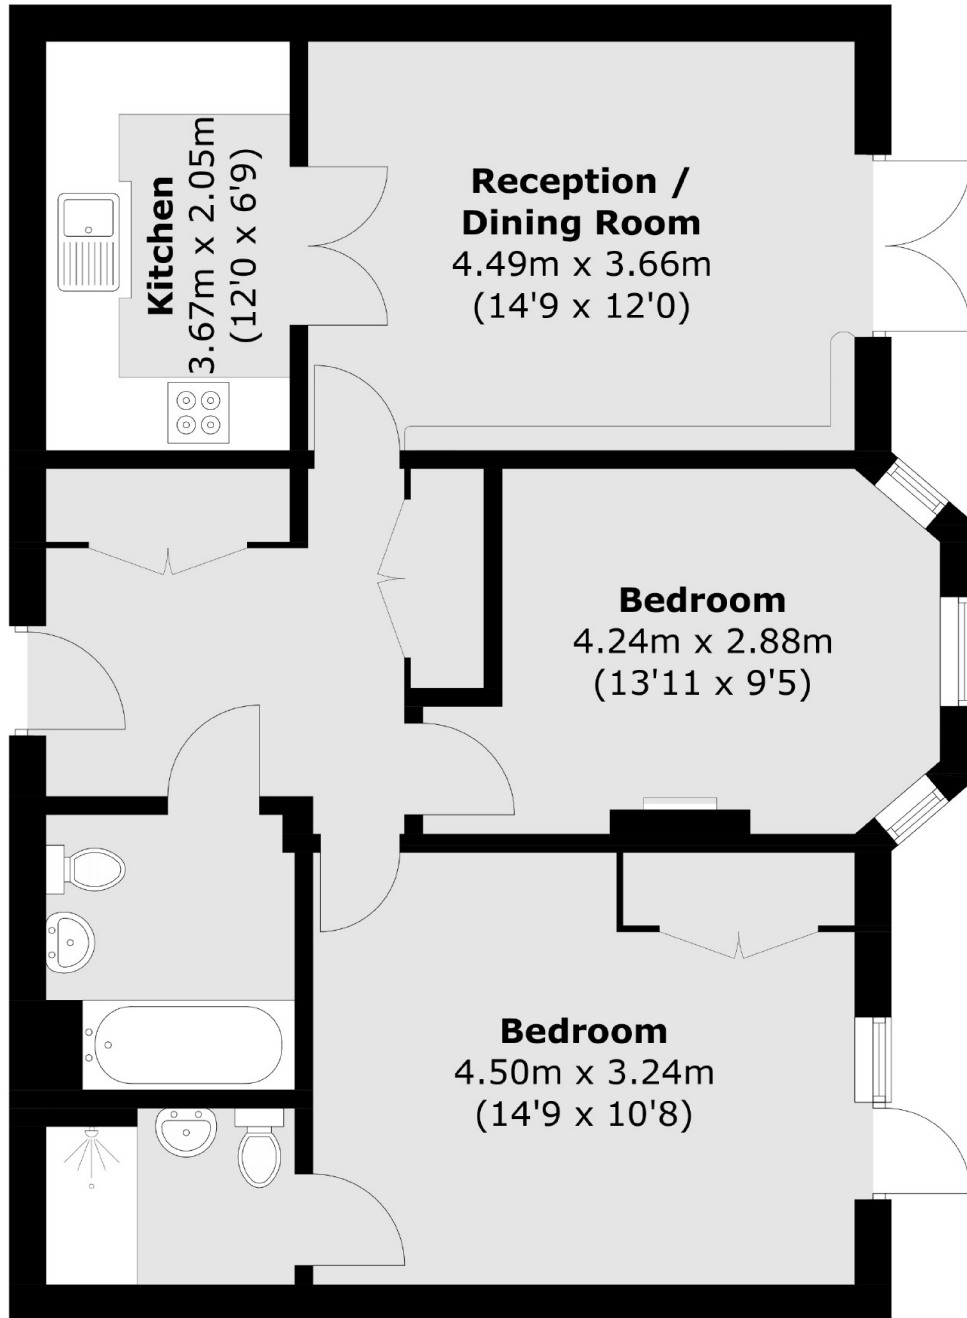 Kitchen
3.67m x 2.05m
(12'0 x 6'9)
Reception /
Dining Room
4.49m x 3.66m
(14'9 x 12'0)
Bedroom
4.24m x 2.88m
(13'11 x 9'5)
Bedroom
4.50m x 3.24m
(14'9 x 10'8)